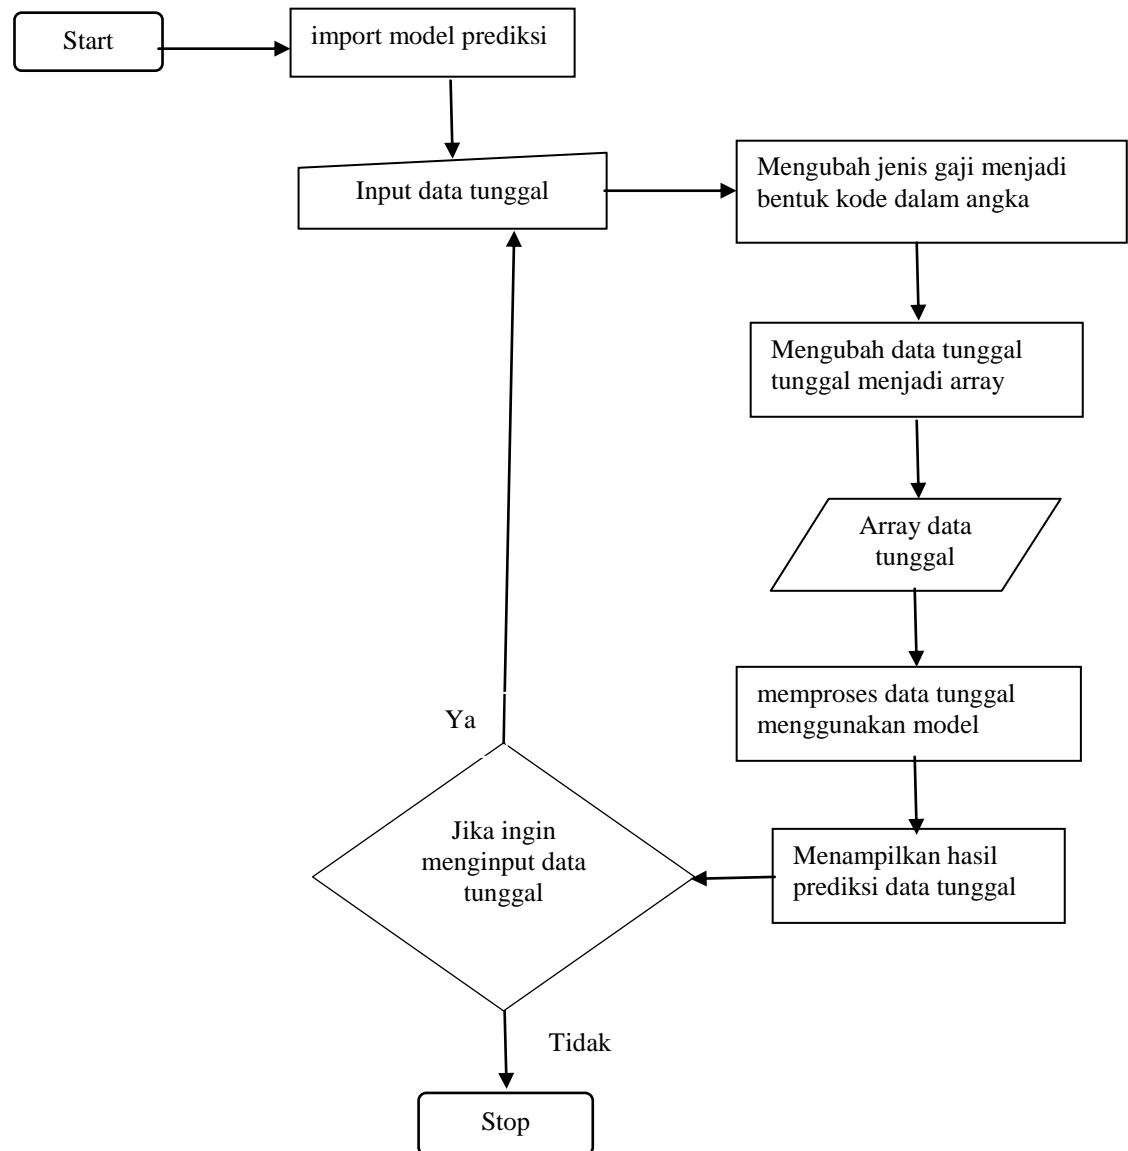 Start
import model prediksi
Input data tunggal
Mengubah jenis gaji menjadi
bentuk kode dalam angka
Mengubah data tunggal
tunggal menjadi array
Array data
tunggal
memproses data tunggal
menggunakan model
Menampilkan hasil
prediksi data tunggal
Jika ingin
menginput data
tunggal
Ya
Tidak
Stop